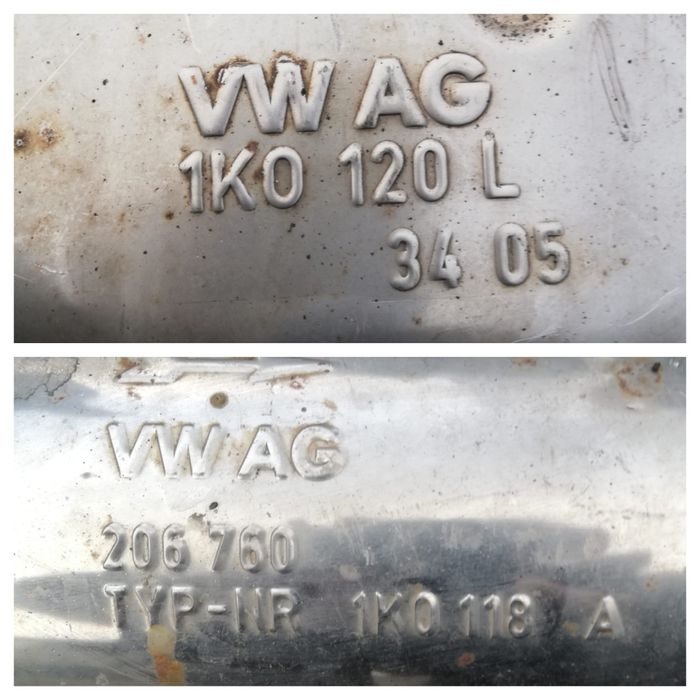 VW AG
1K0 120 L
34 05
VW AG
206 760
TYP-NR 1K0 118 A